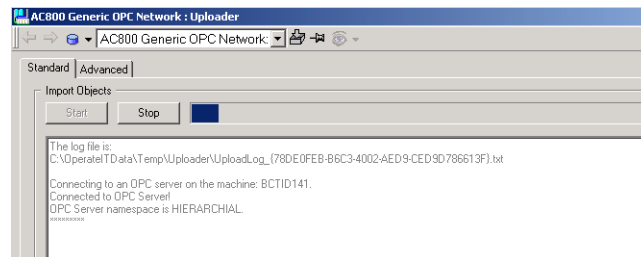 AC800 Generic OPC Network : Uploader
AC800 Generic OPC Network:
Standard
Advanced
Import Objects
Start
Stop
The log file is:
C:\OperateITData\Temp\Uploader\UploadLog_{78DE0FEB-B6C3-4002-AED9-CED9D786613F}.txt
Connecting to an OPC server on the machine: BCTID141.
Connected to OPC Server!
OPC Server namespace is HIERARCHIAL.
*********